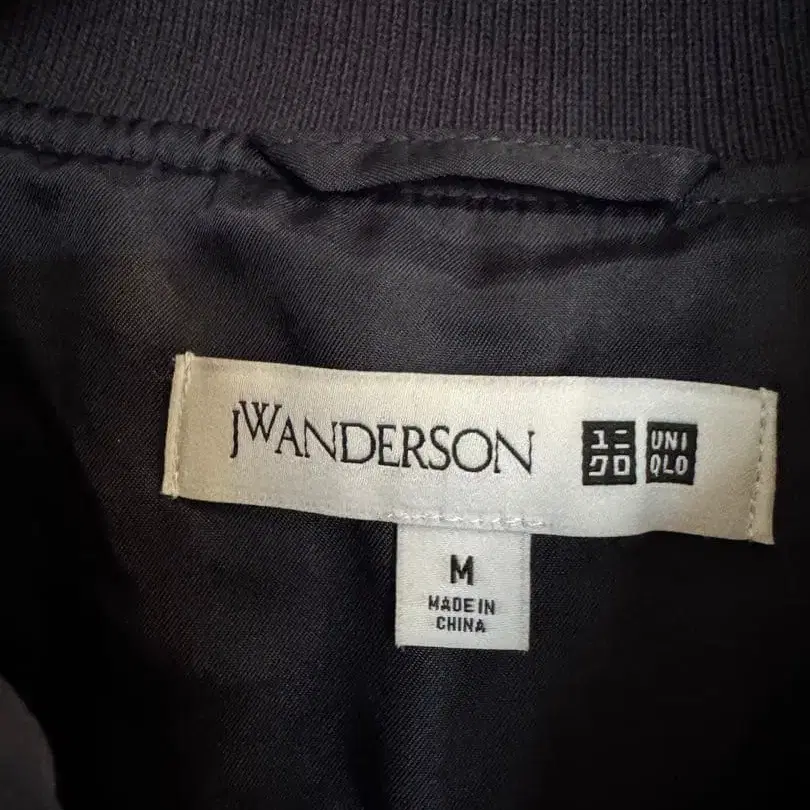 JWANDERSON
ユニ
クロ
UNI
QLO
M
MADE IN
CHINA